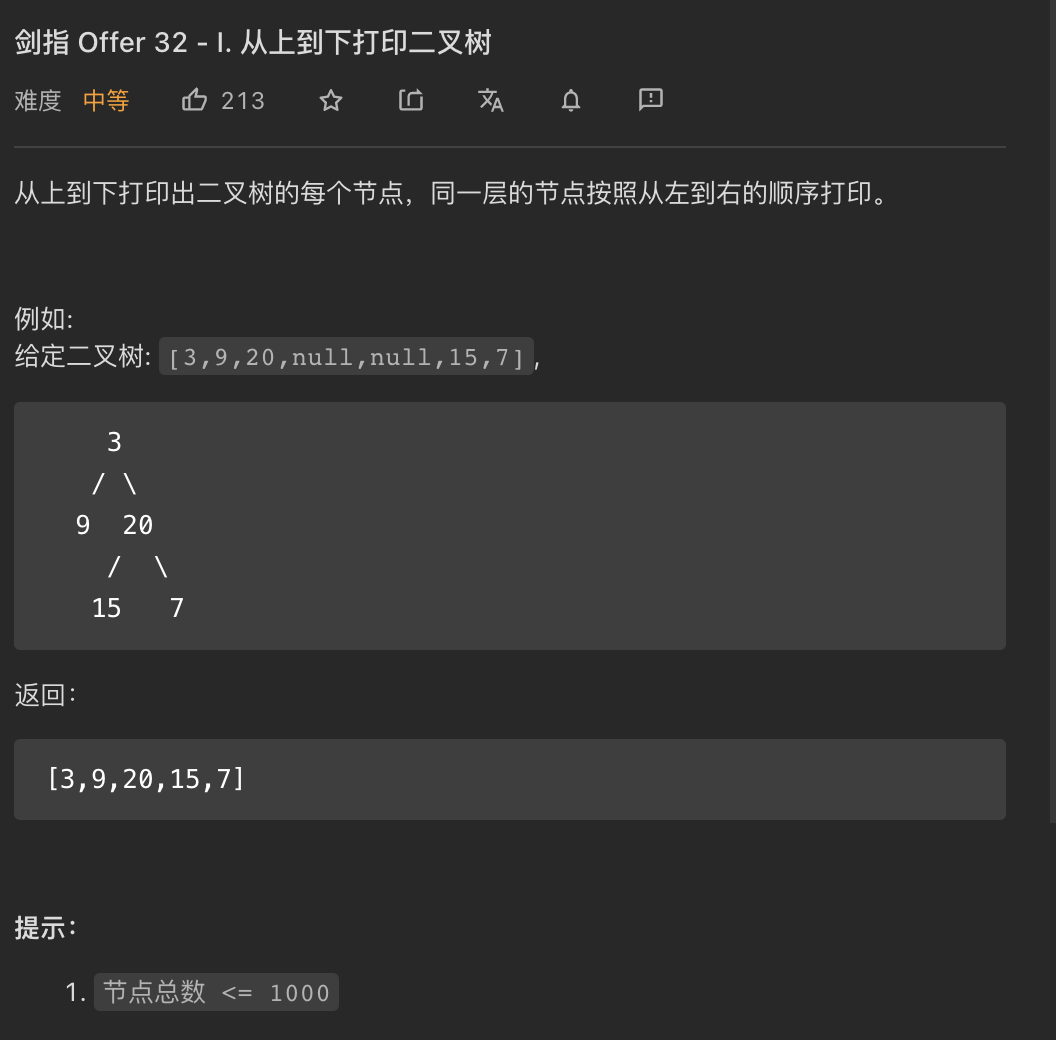 剑指 Offer 32 - I. 从上到下打印二叉树
难度 中等 213
从上到下打印出二叉树的每个节点，同一层的节点按照从左到右的顺序打印。
例如:
给定二叉树: [3,9,20,null,null,15,7],
3
/ \
9 20
/ \
15 7
返回：
[3,9,20,15,7]
提示：
1. 节点总数 <= 1000